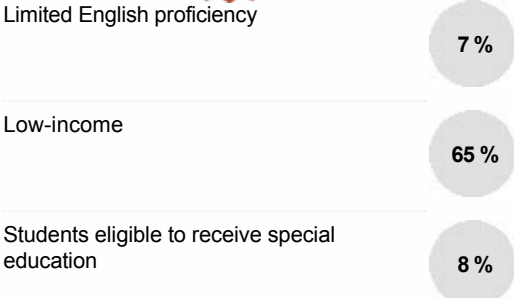 Limited English proficiency
7 %
Low-income
65 %
Students eligible to receive special
education
8 %